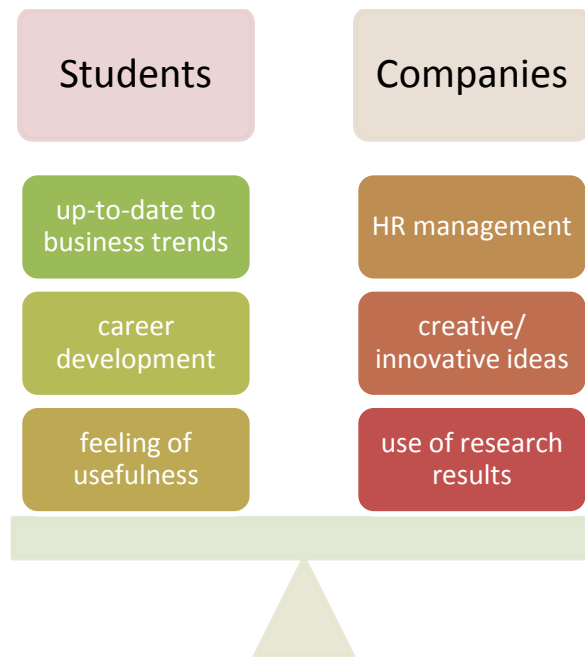 Students
up-to-date to
business trends
career
development
feeling of
usefulness
Companies
HR management
creative/
innovative ideas
use of research
results